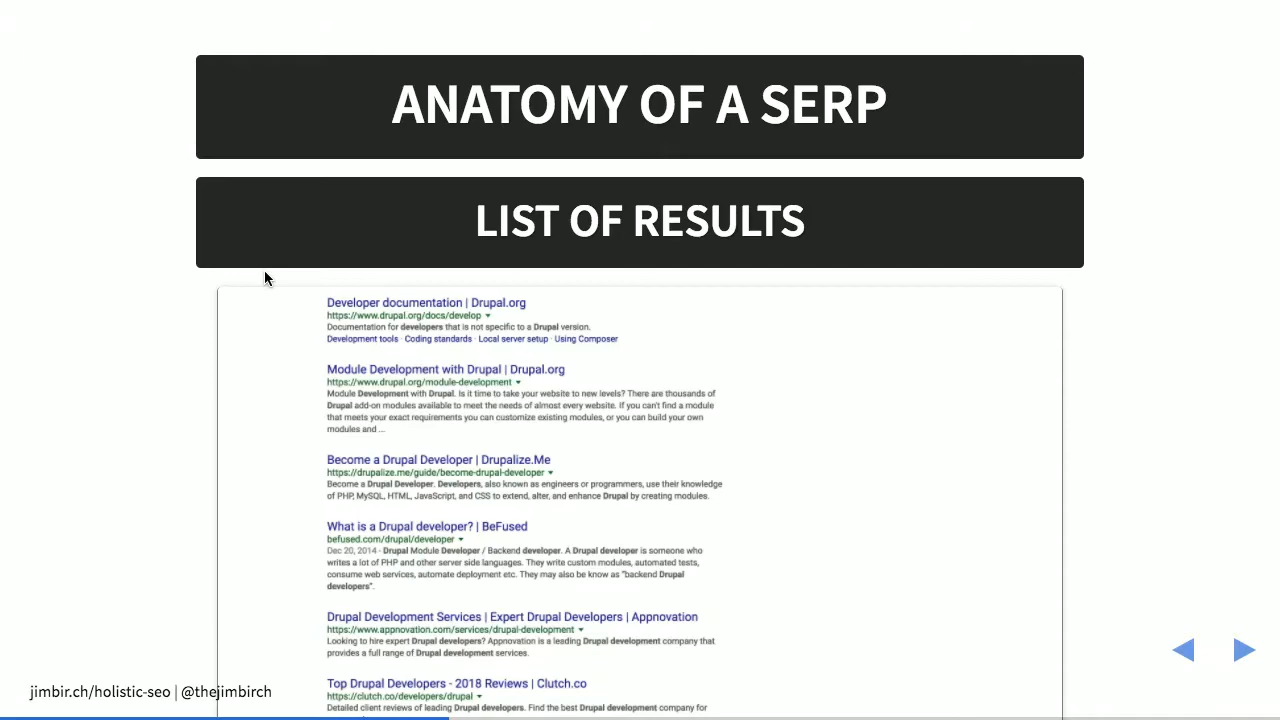 ANATOMY OF A SERP
LIST OF RESULTS
Developer documentation | Drupal.org
https://www.drupal.org/docs/develop
Documentation for developers that is not specific to a Drupal version.
Development tools · Coding standards · Local server setup · Using Composer
Module Development with Drupal | Drupal.org
https://www.drupal.org/module-development
Module Development with Drupal. Is it time to take your website to new levels? There are thousands of
Drupal add-on modules available to meet the needs of almost every website. If you can't find a module
that meets your exact requirements you can customize existing modules, or you can build your own
modules and ...
Become a Drupal Developer | Drupalize.Me
https://drupalize.me/guide/become-drupal-developer
Become a Drupal Developer. Developers, also known as engineers or programmers, use their knowledge
of PHP, MySQL, HTML, JavaScript, and CSS to extend, alter, and enhance Drupal by creating modules.
What is a Drupal developer? | BeFused
befused.com/drupal/developer
Dec 20, 2014 - Drupal Module Developer / Backend developer. A Drupal developer is someone who
writes a lot of PHP and other server side languages. They write custom modules, automated tests,
consume web services, automate deployment etc. They may also be know as "backend Drupal
developers".
Drupal Development Services | Expert Drupal Developers | Appnovation
https://www.appnovation.com/services/drupal-development
Looking to hire expert Drupal developers? Appnovation is a leading Drupal development company that
provides a full range of Drupal development services.
Top Drupal Developers - 2018 Reviews | Clutch.co
https://clutch.co/developers/drupal
Detailed client reviews of leading Drupal developers. Find the best Drupal development company for
jimbir.ch/holistic-seo | @thejimbirch